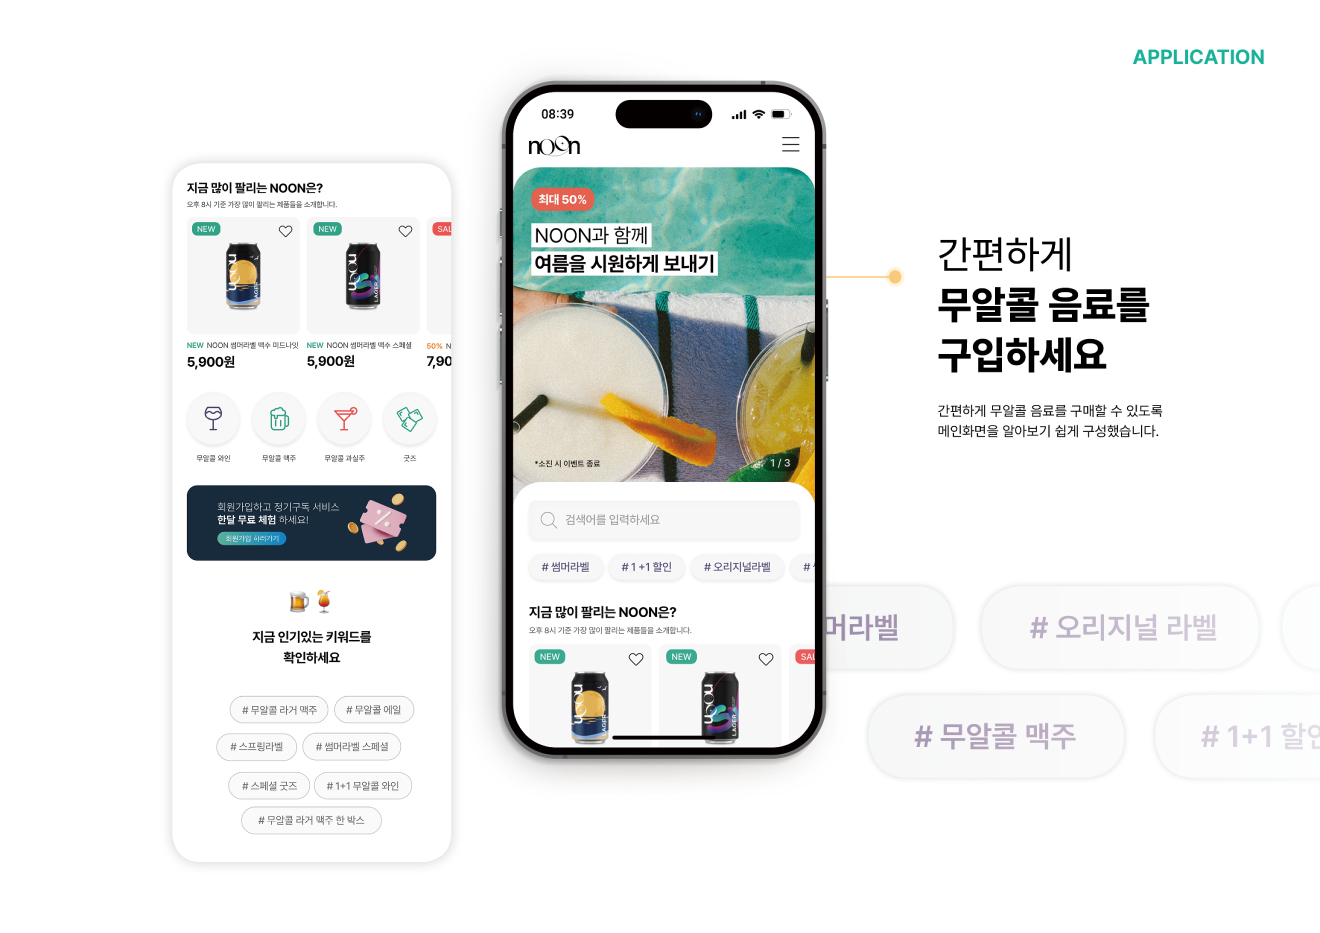 APPLICATION
지금 많이 팔리는 NOON은?
오후 8시 기준 가장 많이 팔리는 제품들을 소개합니다.
NEW
NEW
noon
LAGER
noon
LAGER
NEW NOON 썸머라벨 맥수 미드나잇
5,900원
NEW NOON 썸머라벨 맥수 스페셜
5,900원
50%
7,90
무알콜 와인
무알콜 맥주
무알콜 과실주
굿즈
회원가입하고 정기구독 서비스
한달 무료 체험 하세요!
회원가입 하러가기
지금 인기있는 키워드를
확인하세요
# 무알콜 라거 맥주
# 무알콜 에일
# 스프링라벨
# 썸머라벨 스페셜
# 스페셜 굿즈
# 1+1 무알콜 와인
# 무알콜 라거 맥주 한 박스
08:39
noon
최대 50%
NOON과 함께
여름을 시원하게 보내기
*소진 시 이벤트 종료
1 / 3
검색어를 입력하세요
# 썸머라벨
# 1 +1 할인
# 오리지널라벨
#
지금 많이 팔리는 NOON은?
오후 8시 기준 가장 많이 팔리는 제품들을 소개합니다.
NEW
NEW
noon
LAGER
noon
LAGER
간편하게
무알콜 음료를
구입하세요
간편하게 무알콜 음료를 구매할 수 있도록
메인화면을 알아보기 쉽게 구성했습니다.
머라벨
# 오리지널 라벨
# 무알콜 맥주
# 1+1 할인